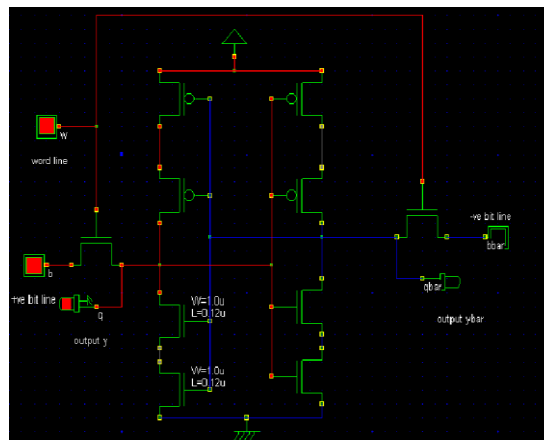 w
word line
-ve bit line
bbar
b
+ve bit line
q
output y
qbar
output ybar
W=1.0u
L=0.12u
W=1.0u
L=0.12u